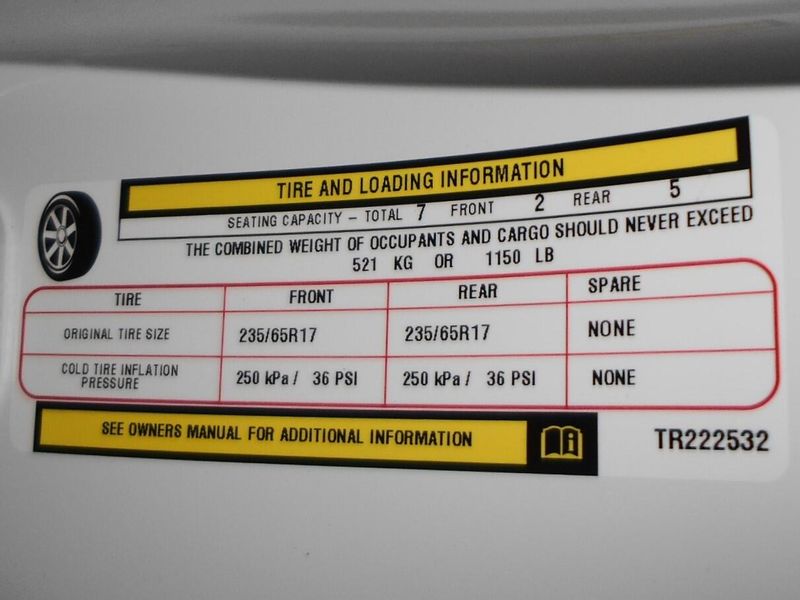 TIRE AND LOADING INFORMATION
SEATING CAPACITY – TOTAL 7 FRONT 2 REAR 5
THE COMBINED WEIGHT OF OCCUPANTS AND CARGO SHOULD NEVER EXCEED
521 KG OR 1150 LB
TIRE FRONT REAR SPARE
ORIGINAL TIRE SIZE 235/65R17 235/65R17 NONE
COLD TIRE INFLATION
PRESSURE 250 kPa / 36 PSI 250 kPa / 36 PSI NONE
SEE OWNERS MANUAL FOR ADDITIONAL INFORMATION
TR222532